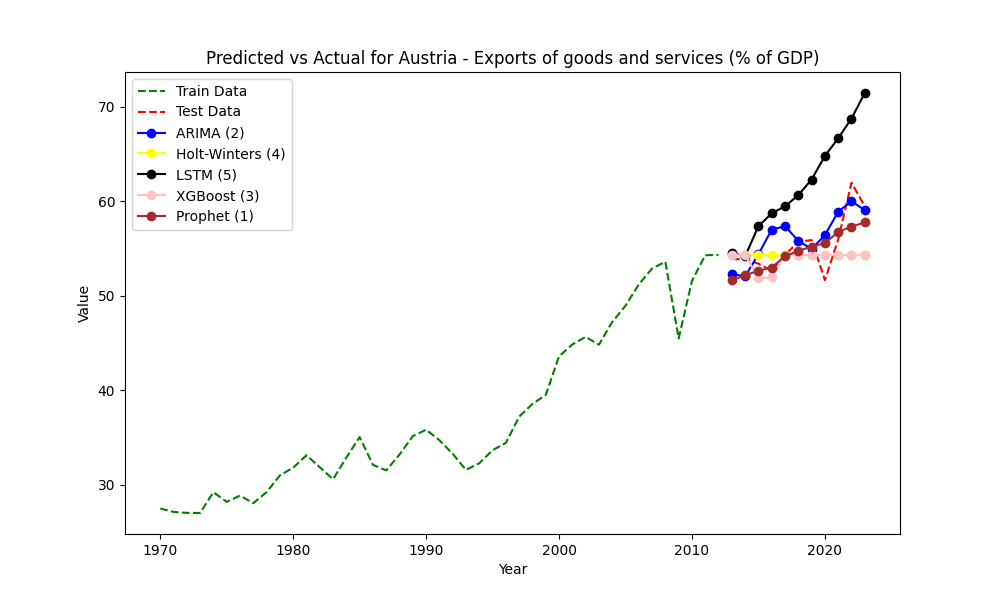 Predicted vs Actual for Austria - Exports of goods and services (% of GDP)
Train Data
Test Data
ARIMA (2)
Holt-Winters (4)
LSTM (5)
XGBoost (3)
Prophet (1)
70
60
50
40
30
Value
1970 1980 1990 2000 2010 2020
Year